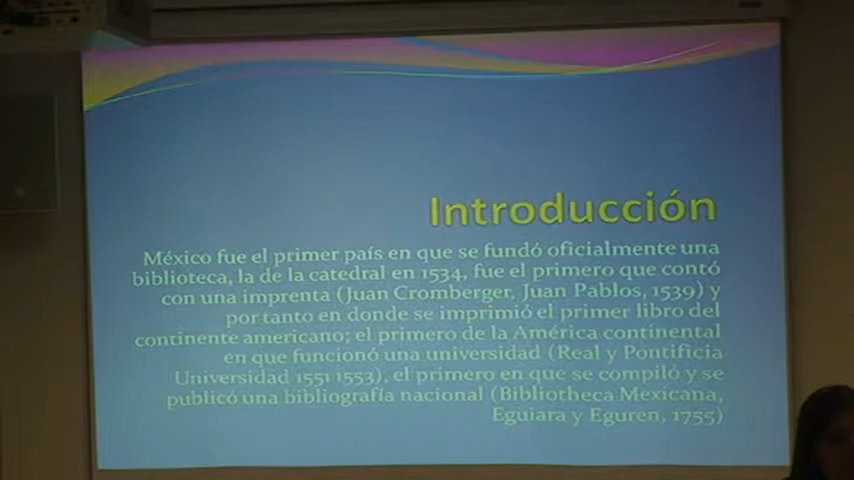 Introducción
México fue el primer país en que se fundó oficialmente una
biblioteca, la de la catedral en 1534, fue el primero que contó
con una imprenta (Juan Cromberger, Juan Pablos, 1539) y
por tanto en donde se imprimió el primer libro del
continente americano; el primero de la América continental
en que funcionó una universidad (Real y Pontificia
Universidad 1551 1553), el primero en que se compiló y se
publicó una bibliografía nacional (Bibliotheca Mexicana,
Eguiara y Eguren, 1755)